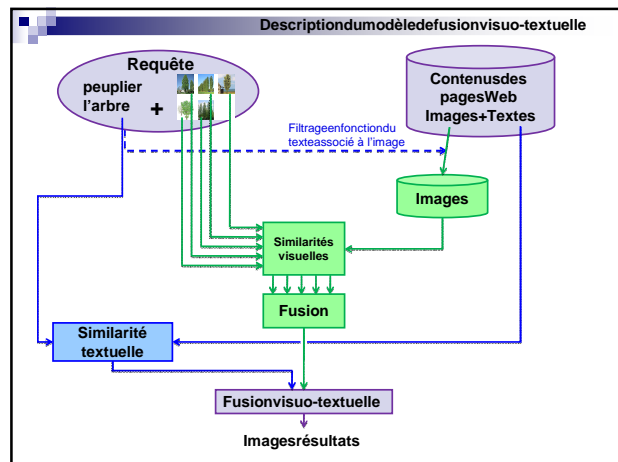 Descriptiondumodèledefusionvisuo-textuelle
Requête
peuplier
l'arbre
+
Contenusdes
pagesWeb
Images+Textes
Filtrageenfonctiondu
texteassocié à l'image
Images
Similarités
visuelles
Fusion
Similarité
textuelle
Fusionvisuo-textuelle
Imagesrésultats